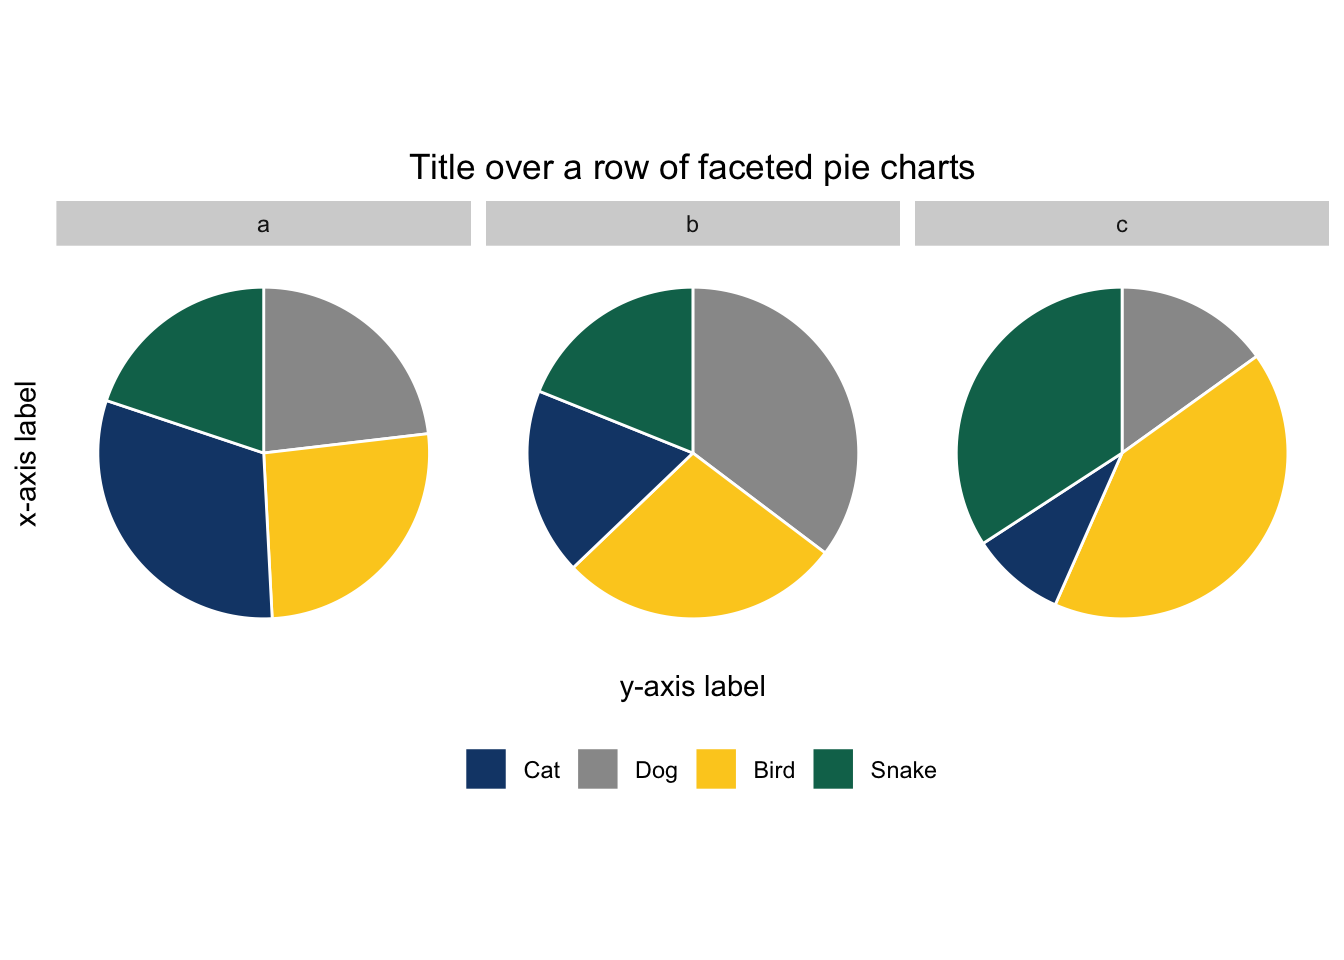 Title over a row of faceted pie charts
a
b
c
x-axis label
y-axis label
Cat
Dog
Bird
Snake